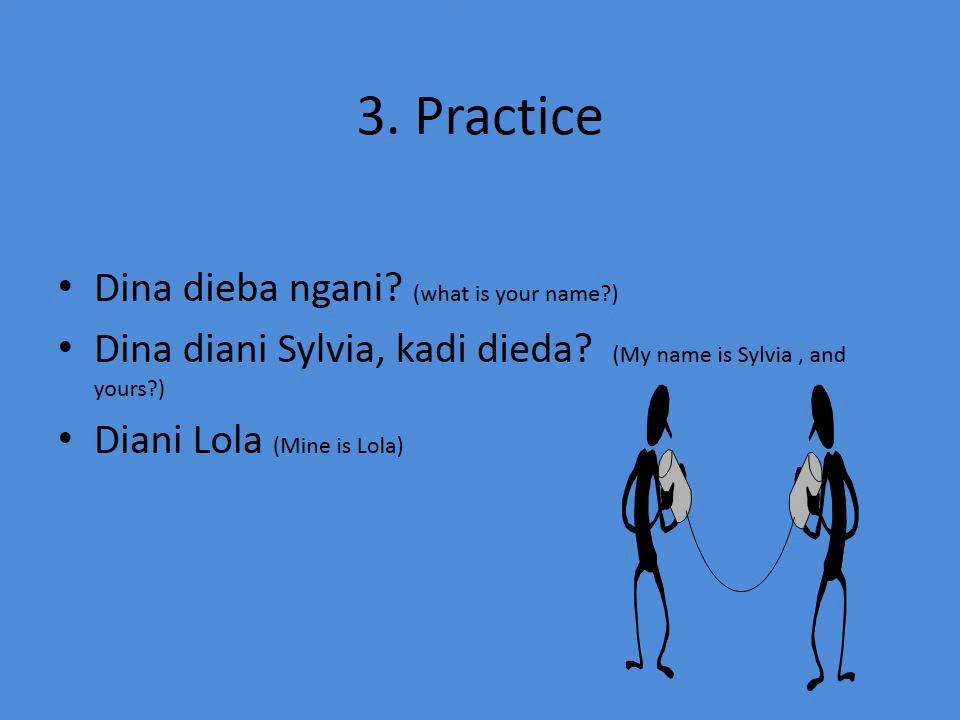 3. Practice
• Dina dieba ngani? (what is your name?)
• Dina diani Sylvia, kadi dieda? (My name is Sylvia , and
yours?)
• Diani Lola (Mine is Lola)